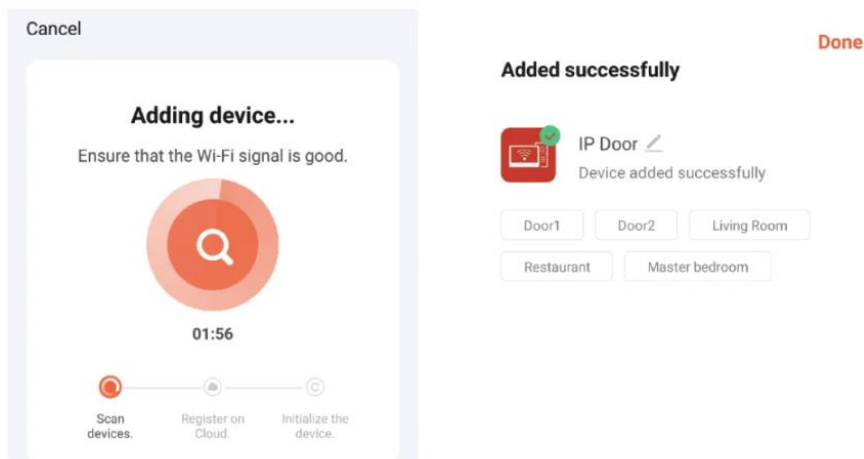 Cancel
Adding device...
Ensure that the Wi-Fi signal is good.
01:56
Scan
devices.
Register on
Cloud.
Initialize the
device.
Done
Added successfully
IP Door
Device added successfully
Door1
Door2
Living Room
Restaurant
Master bedroom